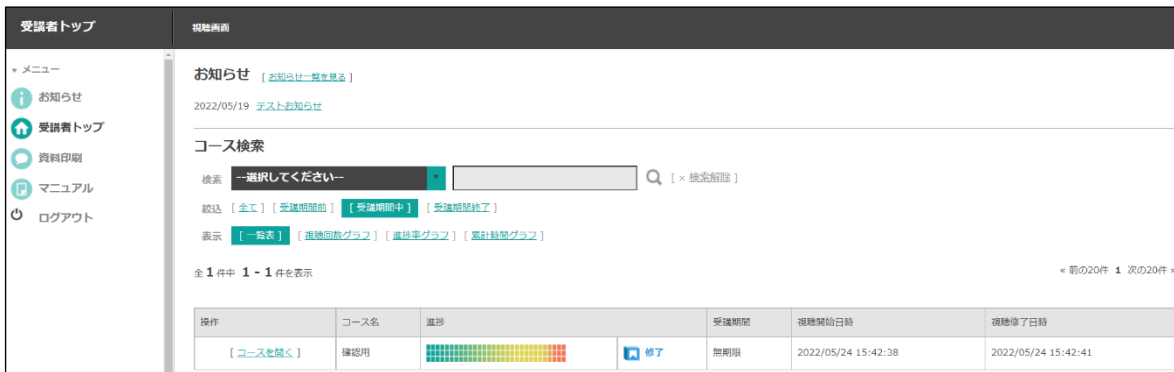 受講者トップ
視聴画面
メニュー
お知らせ
受講者トップ
資料印刷
マニュアル
ログアウト
お知らせ [ お知らせ一覧を見る ]
2022/05/19 テストお知らせ
コース検索
検索 --選択してください-- [ × 検索解除 ]
絞込 [ 全て ] [ 受講期間前 ] [ 受講期間中 ] [ 受講期間終了 ]
表示 [ 一覧表 ] [ 視聴回数グラフ ] [ 進捗率グラフ ] [ 累計時間グラフ ]
全 1 件中 1 - 1 件を表示
« 前の20件 1 次の20件 »
操作 コース名 進捗 受講期間 視聴開始日時 視聴修了日時
[ コースを開く ] 確認用 修了 無期限 2022/05/24 15:42:38 2022/05/24 15:42:41